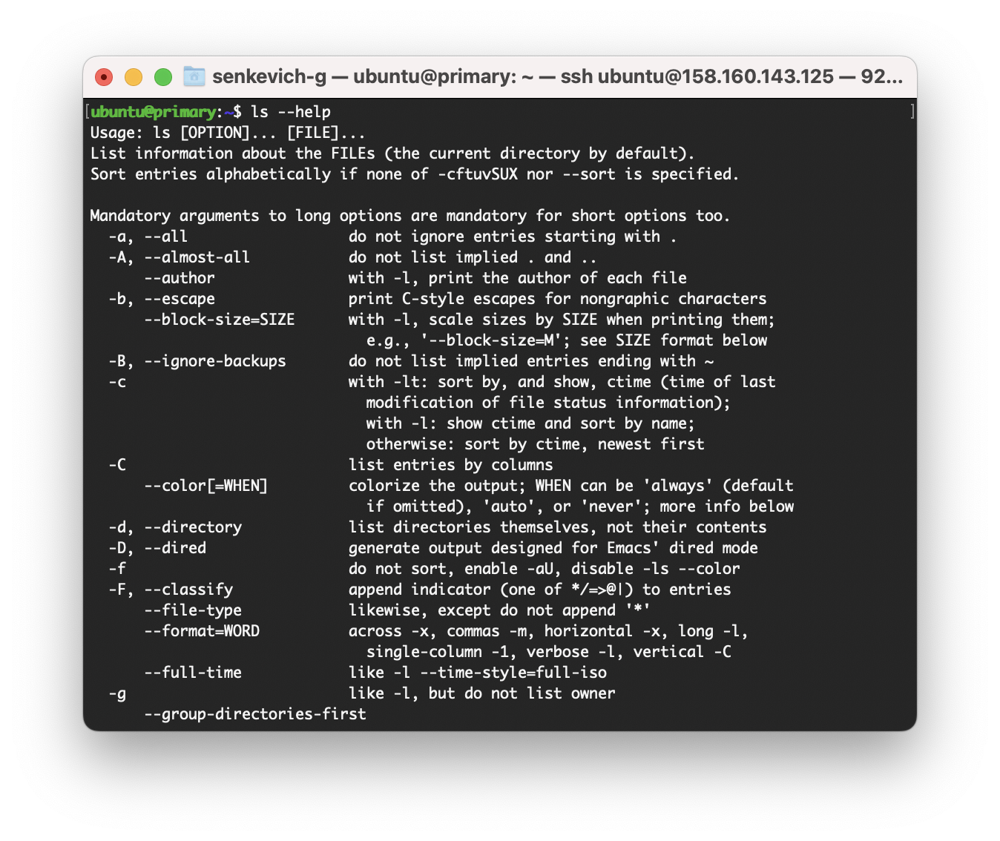 senkevich-g — ubuntu@primary: ~ — ssh ubuntu@158.160.143.125 — 92...
[ubuntu@primary:~$ ls --help ]
Usage: ls [OPTION]... [FILE]...
List information about the FILEs (the current directory by default).
Sort entries alphabetically if none of -cftuvSUX nor --sort is specified.

Mandatory arguments to long options are mandatory for short options too.
  -a, --all                  do not ignore entries starting with .
  -A, --almost-all           do not list implied . and ..
      --author               with -l, print the author of each file
  -b, --escape               print C-style escapes for nongraphic characters
      --block-size=SIZE      with -l, scale sizes by SIZE when printing them;
                               e.g., '--block-size=M'; see SIZE format below
  -B, --ignore-backups       do not list implied entries ending with ~
  -c                         with -lt: sort by, and show, ctime (time of last
                               modification of file status information);
                               with -l: show ctime and sort by name;
                               otherwise: sort by ctime, newest first
  -C                         list entries by columns
      --color[=WHEN]         colorize the output; WHEN can be 'always' (default
                               if omitted), 'auto', or 'never'; more info below
  -d, --directory            list directories themselves, not their contents
  -D, --dired                generate output designed for Emacs' dired mode
  -f                         do not sort, enable -aU, disable -ls --color
  -F, --classify             append indicator (one of */=>@|) to entries
      --file-type            likewise, except do not append '*'
      --format=WORD          across -x, commas -m, horizontal -x, long -l,
                               single-column -1, verbose -l, vertical -C
      --full-time            like -l --time-style=full-iso
  -g                         like -l, but do not list owner
      --group-directories-first